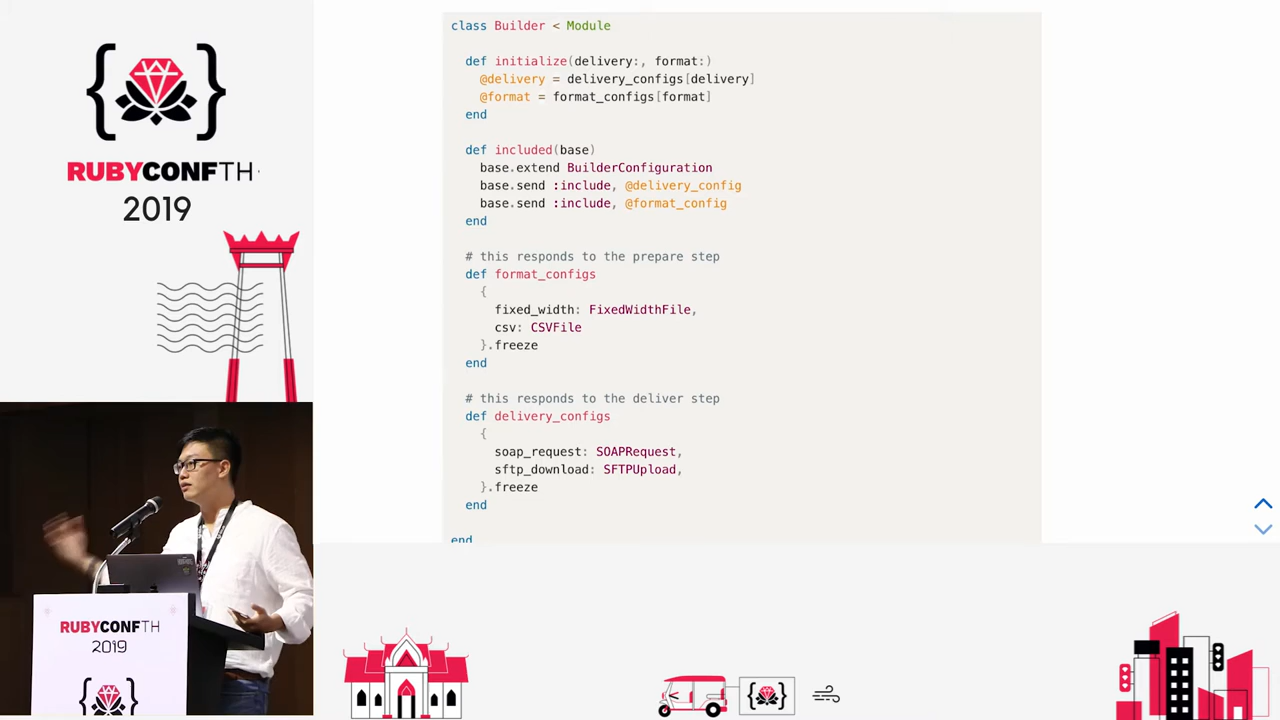 RUBYCONFTH
2019
class Builder < Module
  def initialize(delivery:, format:)
    @delivery = delivery_configs[delivery]
    @format = format_configs[format]
  end
  def included(base)
    base.extend BuilderConfiguration
    base.send :include, @delivery_config
    base.send :include, @format_config
  end
  # this responds to the prepare step
  def format_configs
    {
      fixed_width: FixedWidthFile,
      csv: CSVFile
    }.freeze
  end
  # this responds to the deliver step
  def delivery_configs
    {
      soap_request: SOAPRequest,
      sftp_download: SFTPUpload,
    }.freeze
  end
end
RUBYCONFTH
2019